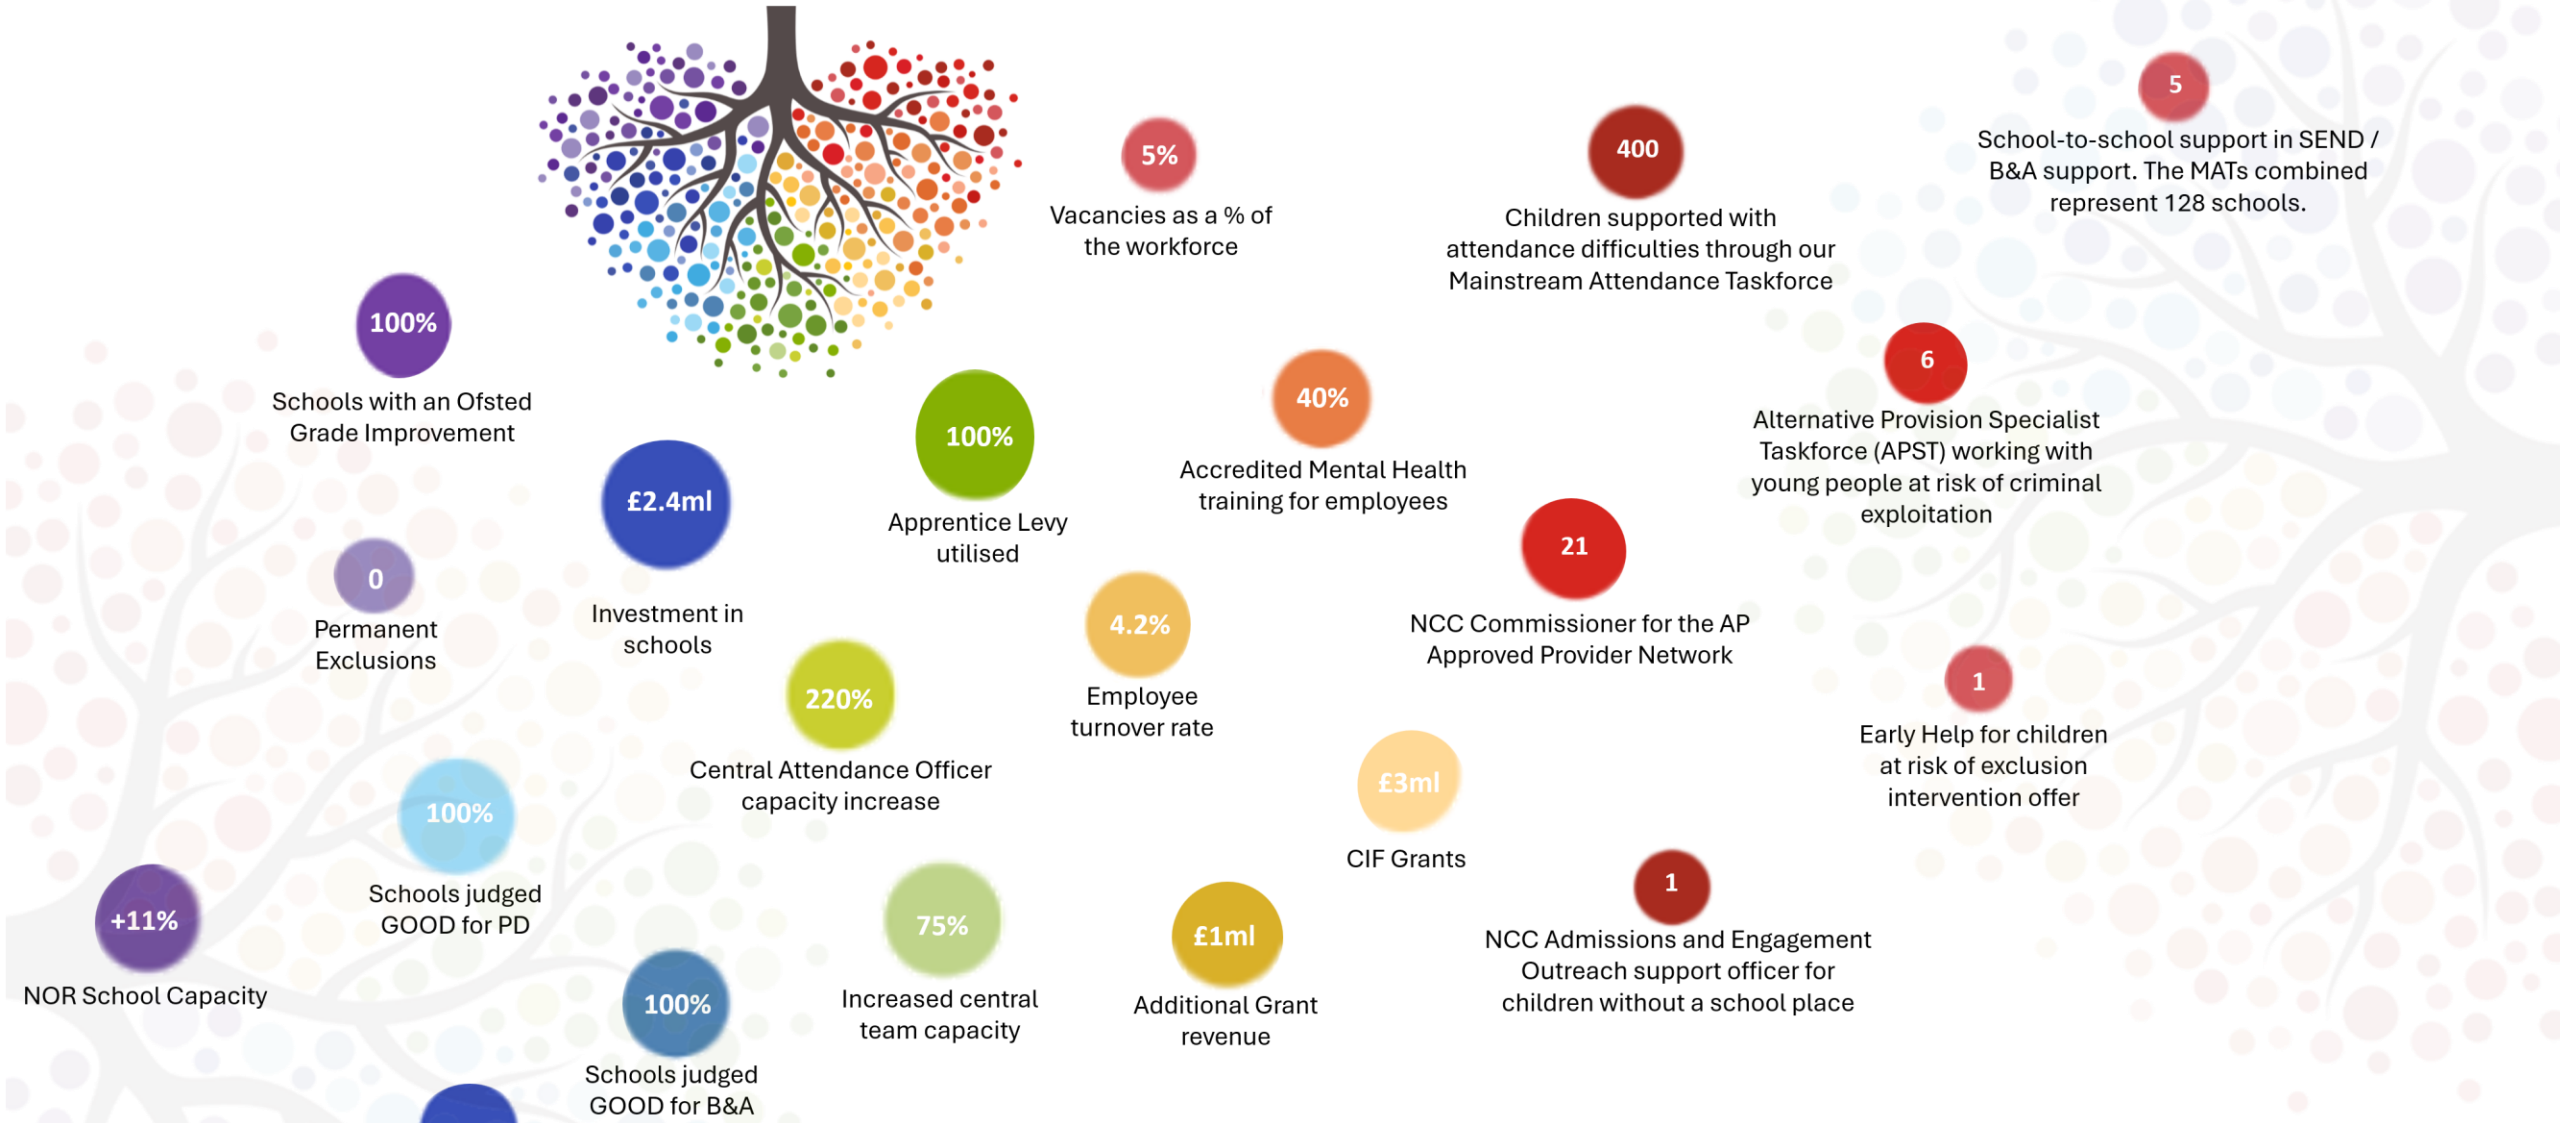 5
School-to-school support in SEND /
B&A support. The MATs combined
represent 128 schools.
400
Children supported with
attendance difficulties through our
Mainstream Attendance Taskforce
5%
Vacancies as a % of
the workforce
100%
Schools with an Ofsted
Grade Improvement
6
Alternative Provision Specialist
Taskforce (APST) working with
young people at risk of criminal
exploitation
40%
Accredited Mental Health
training for employees
100%
Apprentice Levy
utilised
£2.4ml
Investment in
schools
21
NCC Commissioner for the AP
Approved Provider Network
0
Permanent
Exclusions
4.2%
Employee
turnover rate
1
Early Help for children
at risk of exclusion
intervention offer
220%
Central Attendance Officer
capacity increase
£3ml
CIF Grants
100%
Schools judged
GOOD for PD
1
NCC Admissions and Engagement
Outreach support officer for
children without a school place
+11%
NOR School Capacity
75%
Increased central
team capacity
£1ml
Additional Grant
revenue
100%
Schools judged
GOOD for B&A